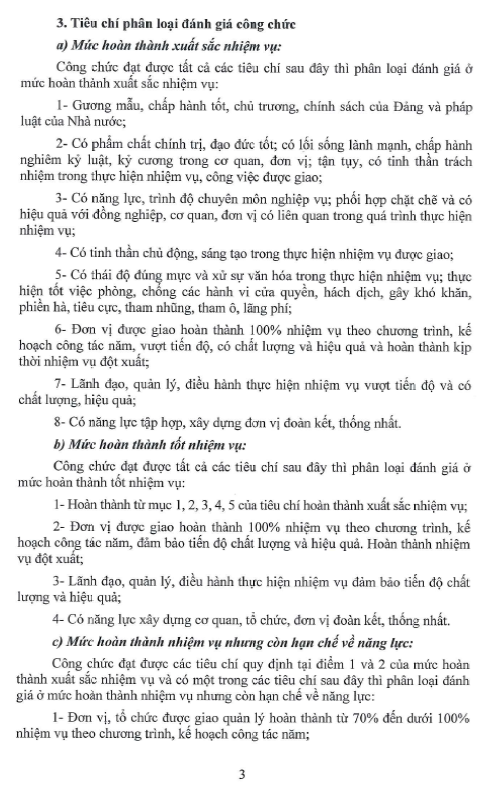 3. Tiêu chí phân loại đánh giá công chức
a) Mức hoàn thành xuất sắc nhiệm vụ:
Công chức đạt được tất cả các tiêu chí sau đây thì phân loại đánh giá ở
mức hoàn thành xuất sắc nhiệm vụ:
1- Gương mẫu, chấp hành tốt, chủ trương, chính sách của Đảng và pháp
luật của Nhà nước;
2- Có phẩm chất chính trị, đạo đức tốt; có lối sống lành mạnh, chấp hành
nghiêm kỷ luật, kỷ cương trong cơ quan, đơn vị; tận tụy, có tinh thần trách
nhiệm trong thực hiện nhiệm vụ, công việc được giao;
3- Có năng lực, trình độ chuyên môn nghiệp vụ; phối hợp chặt chẽ và có
hiệu quả với đồng nghiệp, cơ quan, đơn vị có liên quan trong quá trình thực hiện
nhiệm vụ;
4- Có tinh thần chủ động, sáng tạo trong thực hiện nhiệm vụ được giao;
5- Có thái độ đúng mực và xử sự văn hóa trong thực hiện nhiệm vụ; thực
hiện tốt việc phòng, chống các hành vi cửa quyền, hách dịch, gây khó khăn,
phiền hà, tiêu cực, tham nhũng, tham ô, lãng phí;
6- Đơn vị được giao hoàn thành 100% nhiệm vụ theo chương trình, kế
hoạch công tác năm, vượt tiến độ, có chất lượng và hiệu quả và hoàn thành kịp
thời nhiệm vụ đột xuất;
7- Lãnh đạo, quản lý, điều hành thực hiện nhiệm vụ vượt tiến độ và có
chất lượng, hiệu quả;
8- Có năng lực tập hợp, xây dựng đơn vị đoàn kết, thống nhất.
b) Mức hoàn thành tốt nhiệm vụ:
Công chức đạt được tất cả các tiêu chí sau đây thì phân loại đánh giá ở
mức hoàn thành tốt nhiệm vụ:
1- Hoàn thành từ mục 1, 2, 3, 4, 5 của tiêu chí hoàn thành xuất sắc nhiệm vụ;
2- Đơn vị được giao hoàn thành 100% nhiệm vụ theo chương trình, kế
hoạch công tác năm, đảm bảo tiến độ chất lượng và hiệu quả. Hoàn thành nhiệm
vụ đột xuất;
3- Lãnh đạo, quản lý, điều hành thực hiện nhiệm vụ đảm bảo tiến độ chất
lượng và hiệu quả;
4- Có năng lực xây dựng cơ quan, tổ chức, đơn vị đoàn kết, thống nhất.
c) Mức hoàn thành nhiệm vụ nhưng còn hạn chế về năng lực:
Công chức đạt được các tiêu chí quy định tại điểm 1 và 2 của mức hoàn
thành xuất sắc nhiệm vụ và có một trong các tiêu chí sau đây thì phân loại đánh
giá ở mức hoàn thành nhiệm vụ nhưng còn hạn chế về năng lực:
1- Đơn vị, tổ chức được giao quản lý hoàn thành từ 70% đến dưới 100%
nhiệm vụ theo chương trình, kế hoạch công tác năm;
3